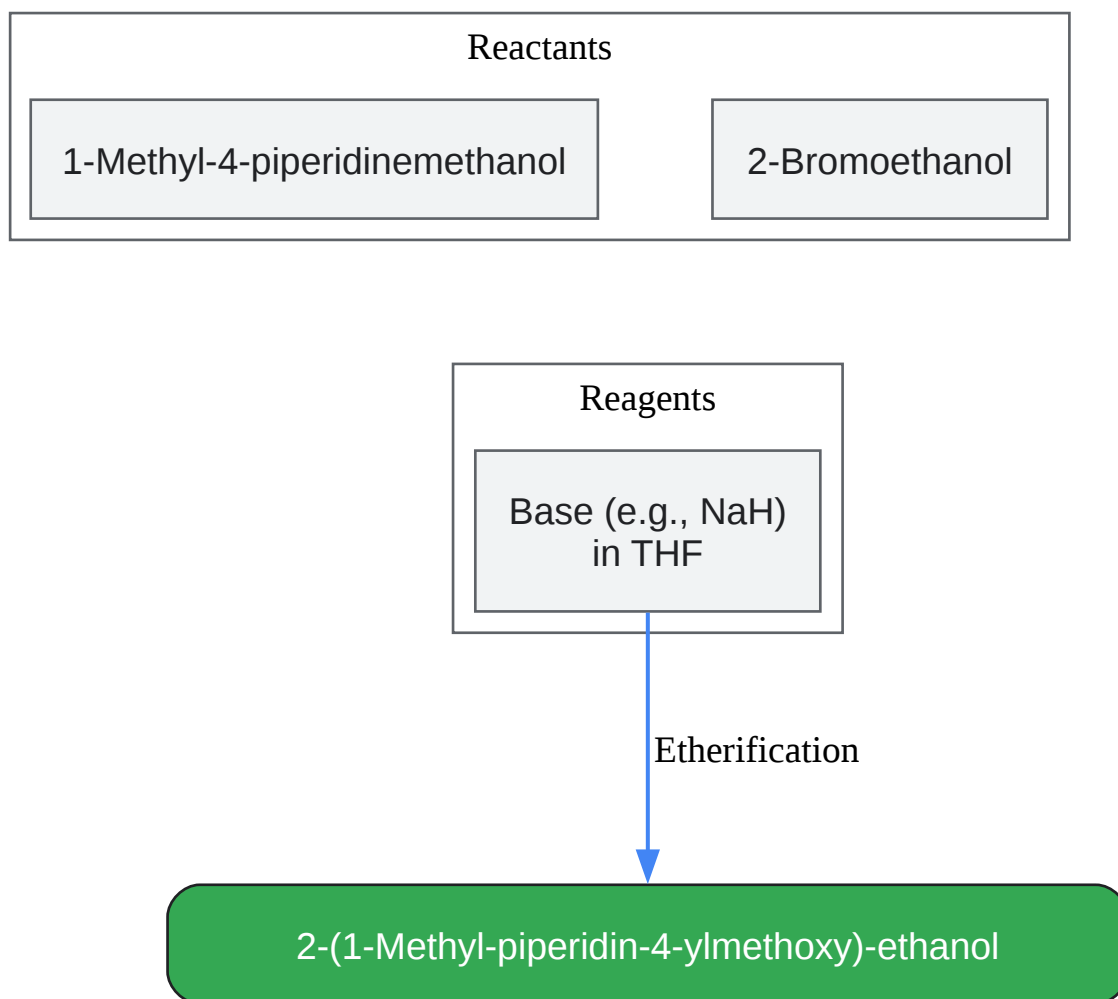 Reactants
1-Methyl-4-piperidinemethanol
2-Bromoethanol
Reagents
Base (e.g., NaH)
in THF
Etherification
2-(1-Methyl-piperidin-4-ylmethoxy)-ethanol